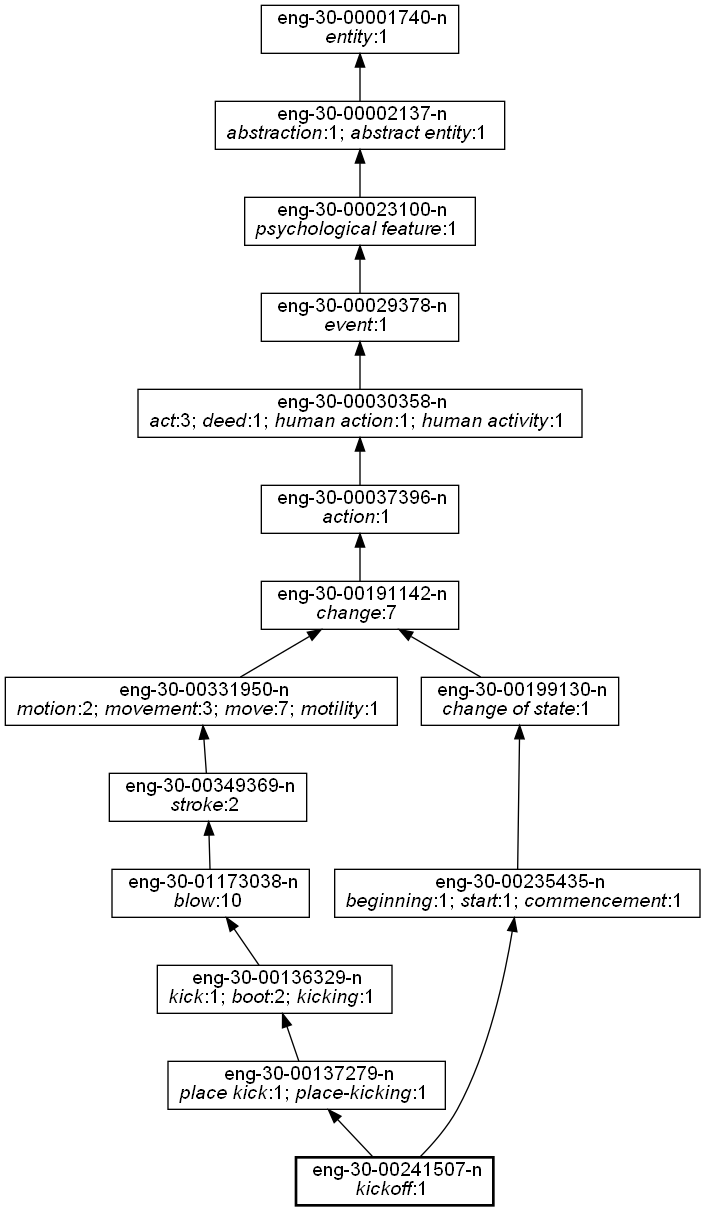 eng-30-00001740-n
entity:1
eng-30-00002137-n
abstraction:1; abstract entity:1
eng-30-00023100-n
psychological feature:1
eng-30-00029378-n
event:1
eng-30-00030358-n
act:3; deed:1; human action:1; human activity:1
eng-30-00037396-n
action:1
eng-30-00191142-n
change:7
eng-30-00331950-n
motion:2; movement:3; move:7; motility:1
eng-30-00199130-n
change of state:1
eng-30-00349369-n
stroke:2
eng-30-01173038-n
blow:10
eng-30-00235435-n
beginning:1; start:1; commencement:1
eng-30-00136329-n
kick:1; boot:2; kicking:1
eng-30-00137279-n
place kick:1; place-kicking:1
eng-30-00241507-n
kickoff:1